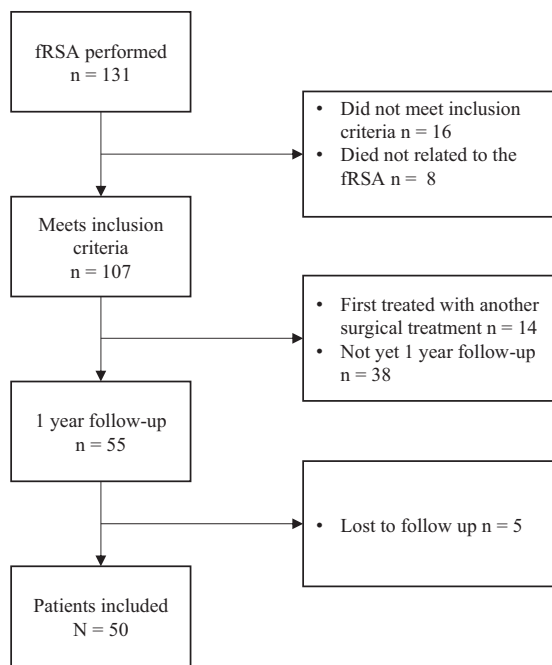 fRSA performed
n = 131
• Did not meet inclusion
criteria n = 16
• Died not related to the
fRSA n = 8
Meets inclusion
criteria
n = 107
• First treated with another
surgical treatment n = 14
• Not yet 1 year follow-up
n = 38
1 year follow-up
n = 55
• Lost to follow up n = 5
Patients included
N = 50